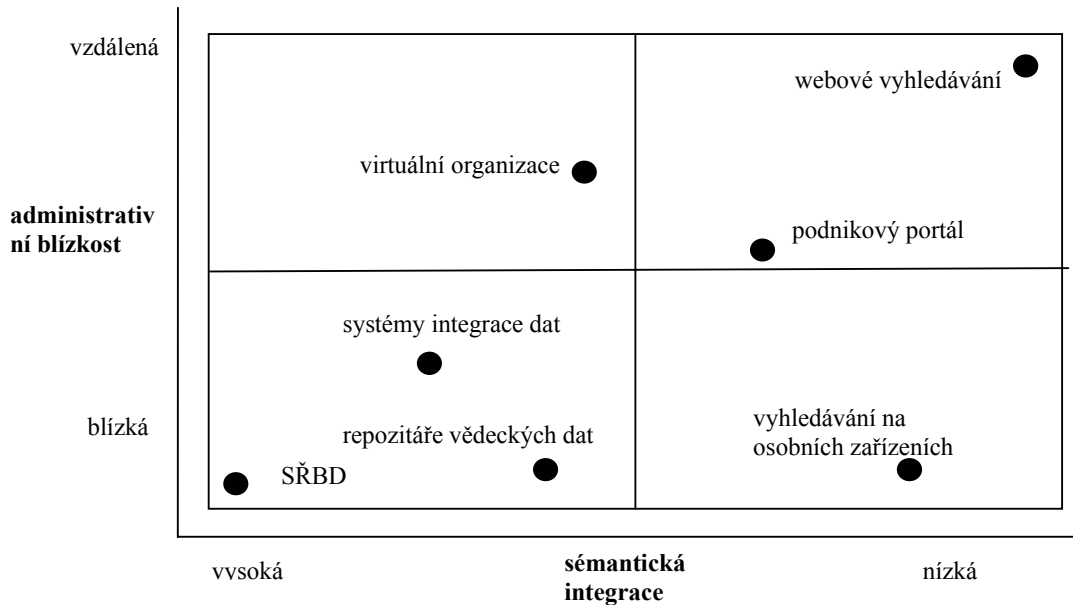 vzdálená
webové vyhledávání
virtuální organizace
administrativ
ní blízkost
podnikový portál
systémy integrace dat
blízká
vyhledávání na
osobních zařízeních
repozitáře vědeckých dat
SŘBD
vvsoká
sémantická
integrace
nízká